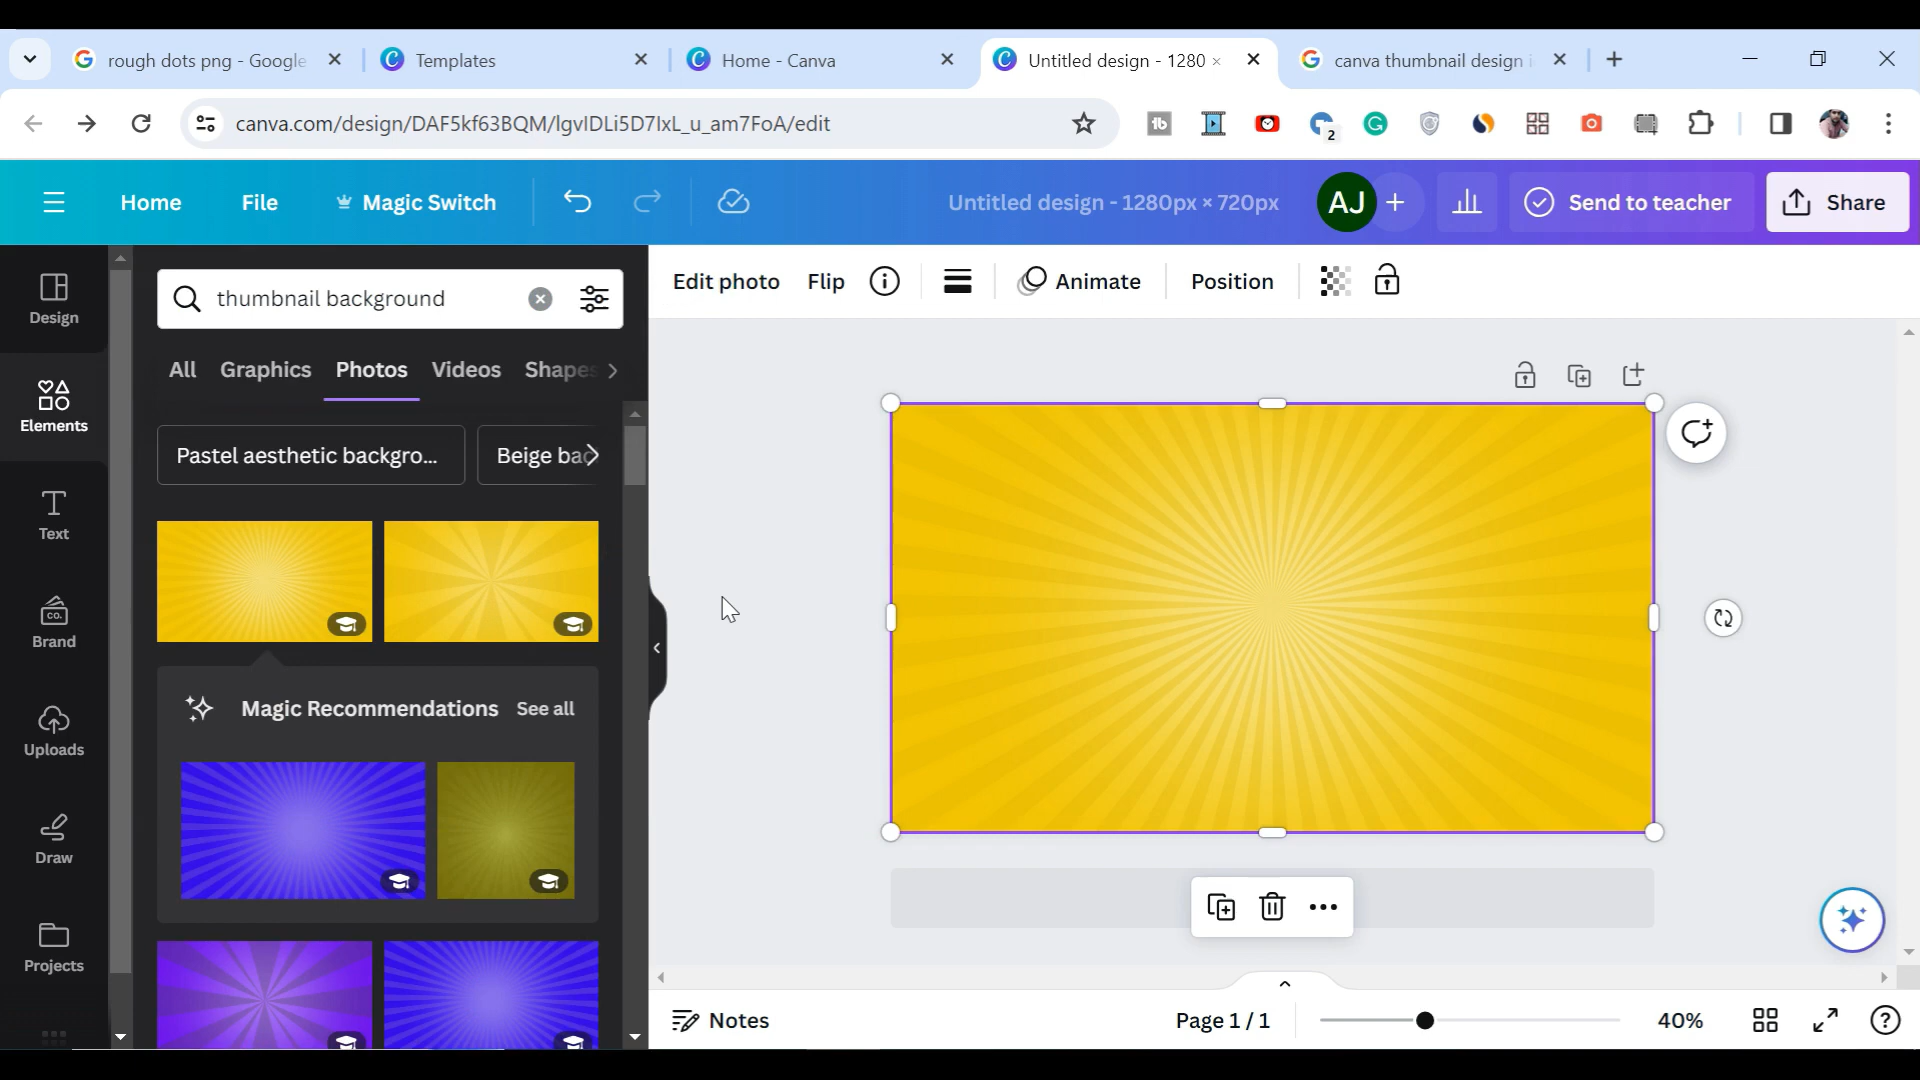 rough dots png - Google
Templates
Home - Canva
Untitled design - 1280
canva thumbnail design i
canva.com/design/DAF5kf63BQM/lgvIDLi5D7IxL_u_am7FoA/edit
2
Home
File
Magic Switch
Untitled design - 1280px × 720px
AJ
Send to teacher
Share
Design
Elements
Text
Brand
CO.
Uploads
Draw
Projects
thumbnail background
All
Graphics
Photos
Videos
Shapes
Pastel aesthetic backgro...
Beige bac
Magic Recommendations
See all
Edit photo
Flip
Animate
Position
Notes
Page 1 / 1
40%